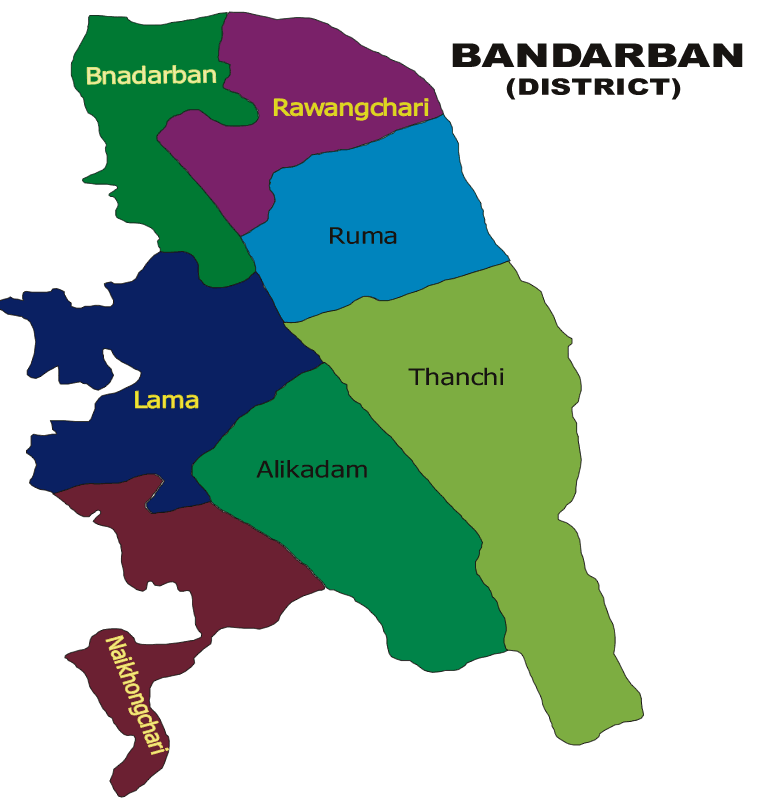 BANDARBAN
(DISTRICT)
Bnadarban
Rawangchari
Ruma
Thanchi
Lama
Alikadam
Naikhongchari